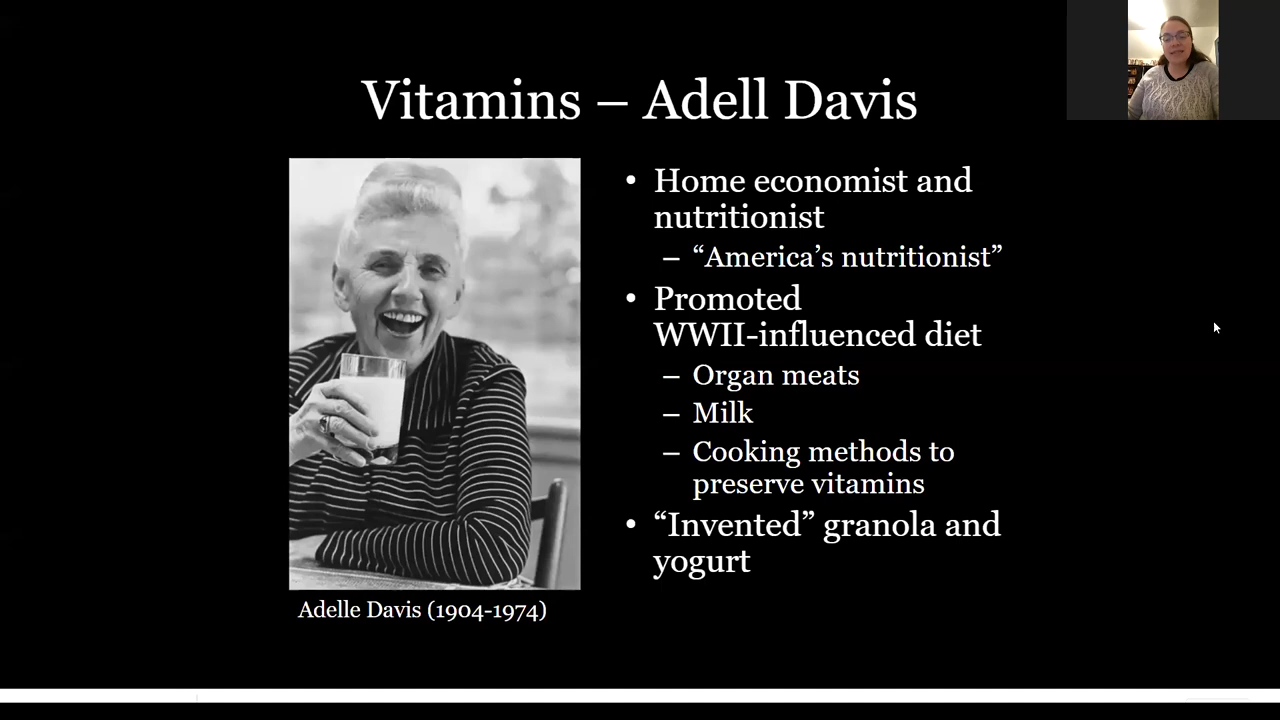 Vitamins – Adell Davis
• Home economist and
nutritionist
– “America’s nutritionist”
• Promoted
WWII-influenced diet
– Organ meats
– Milk
– Cooking methods to
preserve vitamins
• “Invented” granola and
yogurt
Adelle Davis (1904-1974)